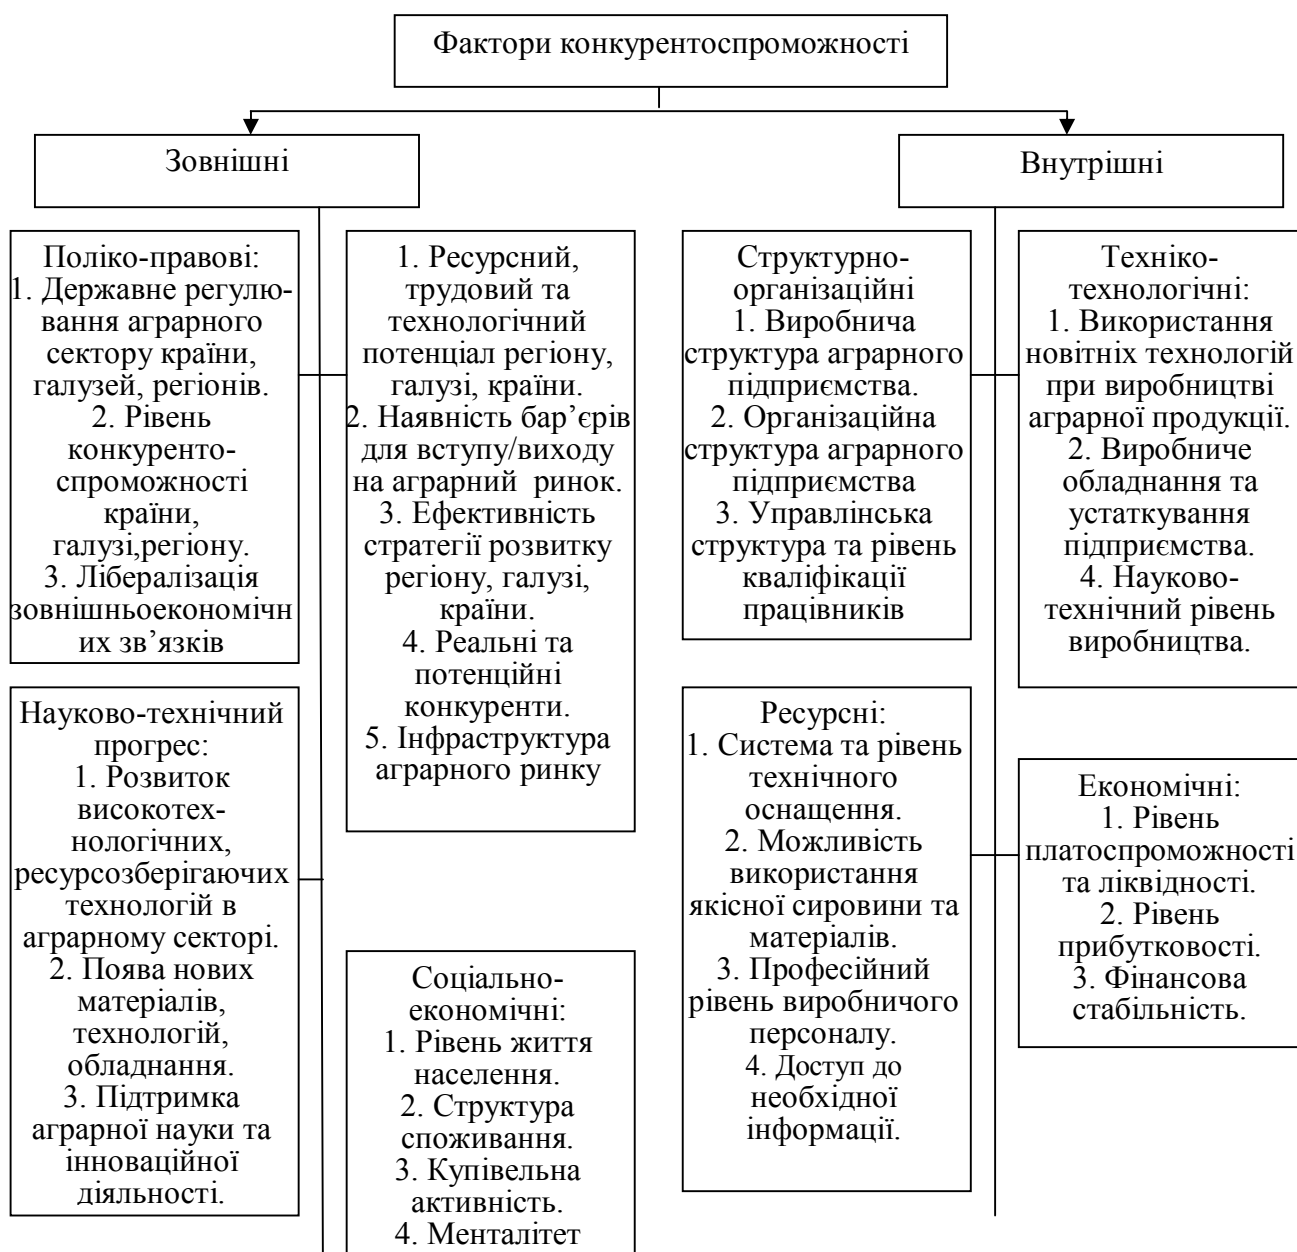 Фактори конкурентоспроможності
Зовнішні
Внутрішні
Поліко-правові:
1. Державне регулю-
вання аграрного
сектору країни,
галузей, регіонів.
2. Рівень
конкуренто-
спроможності
країни,
галузі,регіону.
3. Лібералізація
зовнішньоекономічн
их зв’язків
1. Ресурсний,
трудовий та
технологічний
потенціал регіону,
галузі, країни.
2. Наявність бар’єрів
для вступу/виходу
на аграрний ринок.
3. Ефективність
стратегії розвитку
регіону, галузі,
країни.
4. Реальні та
потенційні
конкуренти.
5. Інфраструктура
аграрного ринку
Структурно-
організаційні
1. Виробнича
структура аграрного
підприємства.
2. Організаційна
структура аграрного
підприємства
3. Управлінська
структура та рівень
кваліфікації
працівників
Техніко-
технологічні:
1. Використання
новітніх технологій
при виробництві
аграрної продукції.
2. Виробниче
обладнання та
устаткування
підприємства.
4. Науково-
технічний рівень
виробництва.
Науково-технічний
прогрес:
1. Розвиток
високотех-
нологічних,
ресурсозберігаючих
технологій в
аграрному секторі.
2. Поява нових
матеріалів,
технологій,
обладнання.
3. Підтримка
аграрної науки та
інноваційної
діяльності.
Соціально-
економічні:
1. Рівень життя
населення.
2. Структура
споживання.
3. Купівельна
активність.
4. Менталітет
Ресурсні:
1. Система та рівень
технічного
оснащення.
2. Можливість
використання
якісної сировини та
матеріалів.
3. Професійний
рівень виробничого
персоналу.
4. Доступ до
необхідної
інформації.
Економічні:
1. Рівень
платоспроможності
та ліквідності.
2. Рівень
прибутковості.
3. Фінансова
стабільність.